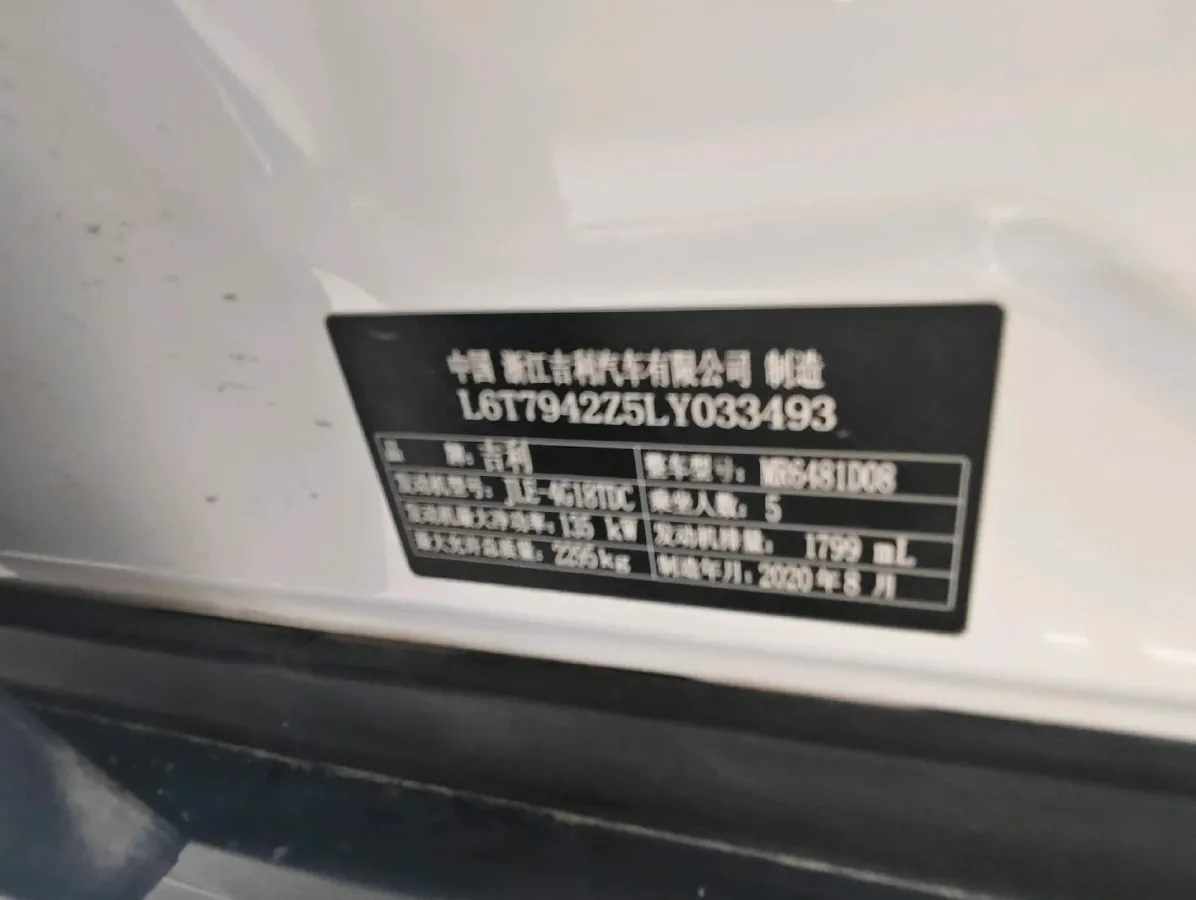 中国 浙江吉利汽车有限公司 制造
L6T7942Z5LY033493
品 牌: 吉利 整车型号: MR6481D08
发动机型号: JLE-4G18TDC 乘坐人数: 5
发动机最大净功率: 135 kW 发动机排量: 1799 mL
最大允许总质量: 2295kg 制造年月: 2020年8月